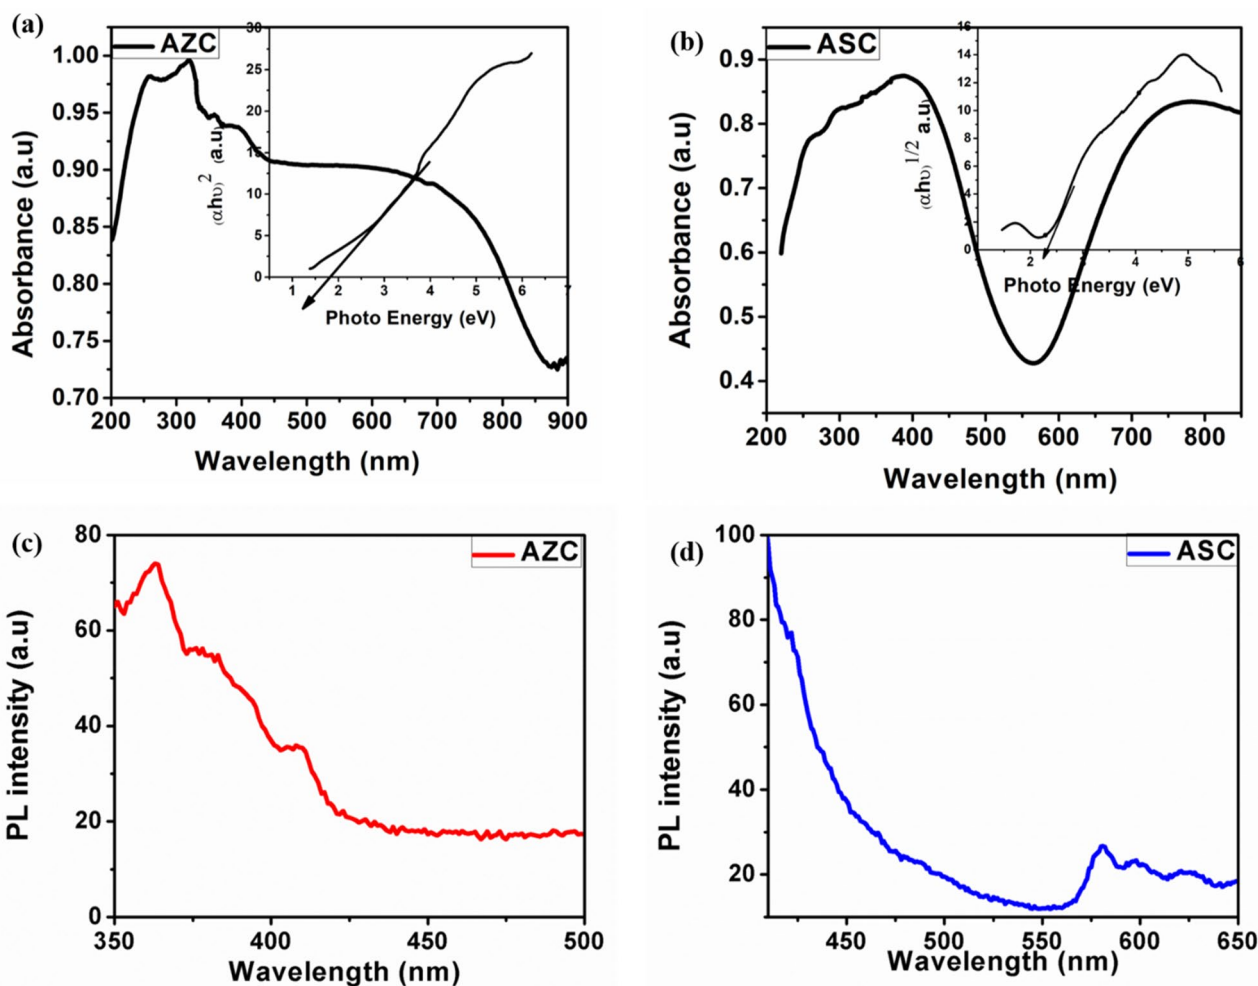 (a)
AZC
1.00
0.95
0.90
0.85
0.80
0.75
0.70
Absorbance (a.u)
200 300 400 500 600 700 800 900
Wavelength (nm)
30
25
20
15
10
5
0
(αhυ)2 (a.u)
1 2 3 4 5 6 7
Photo Energy (eV)
(b)
ASC
0.9
0.8
0.7
0.6
0.5
0.4
Absorbance (a.u)
200 300 400 500 600 700 800
Wavelength (nm)
16
14
12
10
8
6
4
2
0
(αhυ)1/2 a.u)
2 3 4 5 6
Photo Energy (eV)
(c)
AZC
80
60
40
20
0
PL intensity (a.u)
350 400 450 500
Wavelength (nm)
(d)
ASC
100
80
60
40
20
PL intensity (a.u)
450 500 550 600 650
Wavelength (nm)